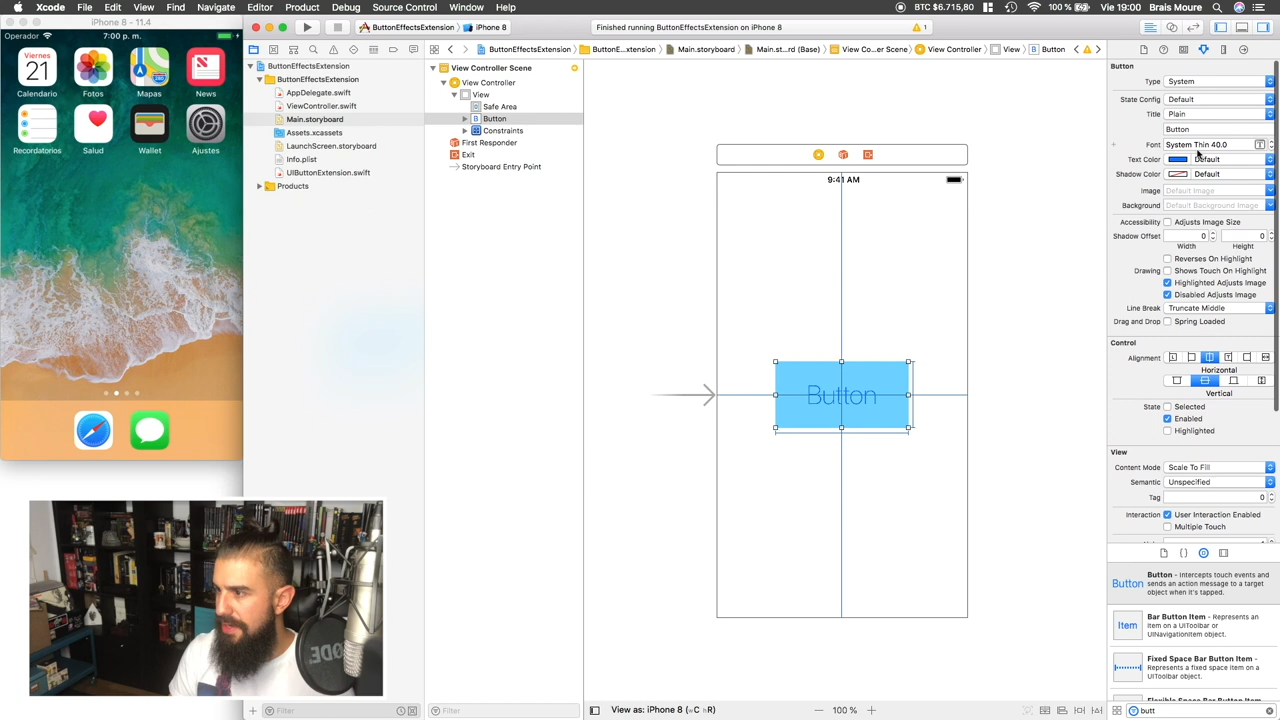 Xcode File Edit View Find Navigate Editor Product Debug Source Control Window Help
BTC $6,715,80!
100 %
Brais M
iPhone 8 - 11.4
ButtonEffectsExtension
iPhone 8
Finished running ButtonEffectsExtension on iPhone 8
1
Operador
7:00 p. m.
ButtonEffectsExtension
ButtonE...xtension
Main.storyboard
Main.st...rd (Base)
View Co...er Scene
View Controller
View
B Button
Viernes
21
Calendario
Fotos
Mapas
News
280
Recordatorios
Salud
Wallet
Ajustes
ButtonEffectsExtension
ButtonEffectsExtension
AppDelegate.swift
ViewController.swift
Main.storyboard
Assets.xcassets
LaunchScreen.storyboard
Info.plist
UIButtonExtension.swift
Products
View Controller Scene
View Controller
View
Safe Area
B Button
Constraints
First Responder
Exit
Storyboard Entry Point
9:41 AM
Button
Button
Type System
State Config Default
Title Plain
Button
Font System Thin 40.0
Text Color Default
Shadow Color Default
Image Default Image
Background Default Background Image
Accessibility Adjusts Image Size
Shadow Offset 0 0
Width Height
Reverses On Highlight
Drawing Shows Touch On Highlight
Highlighted Adjusts Image
Disabled Adjusts Image
Line Break Truncate Middle
Drag and Drop Spring Loaded
Control
Alignment
Horizontal
Vertical
State Selected
Enabled
Highlighted
View
Content Mode Scale To Fill
Semantic Unspecified
Tag 0
Interaction User Interaction Enabled
Multiple Touch
Button
Button - Intercepts touch events and
sends an action message to a target
object when it's tapped.
Item
Bar Button Item - Represents an
item on a UIToolbar or
UINavigationItem object.
Fixed Space Bar Button Item -
Represents a fixed space item on a
UIToolbar object.
Filter
Filter
View as: iPhone 8 (wC hR)
100 %
butt